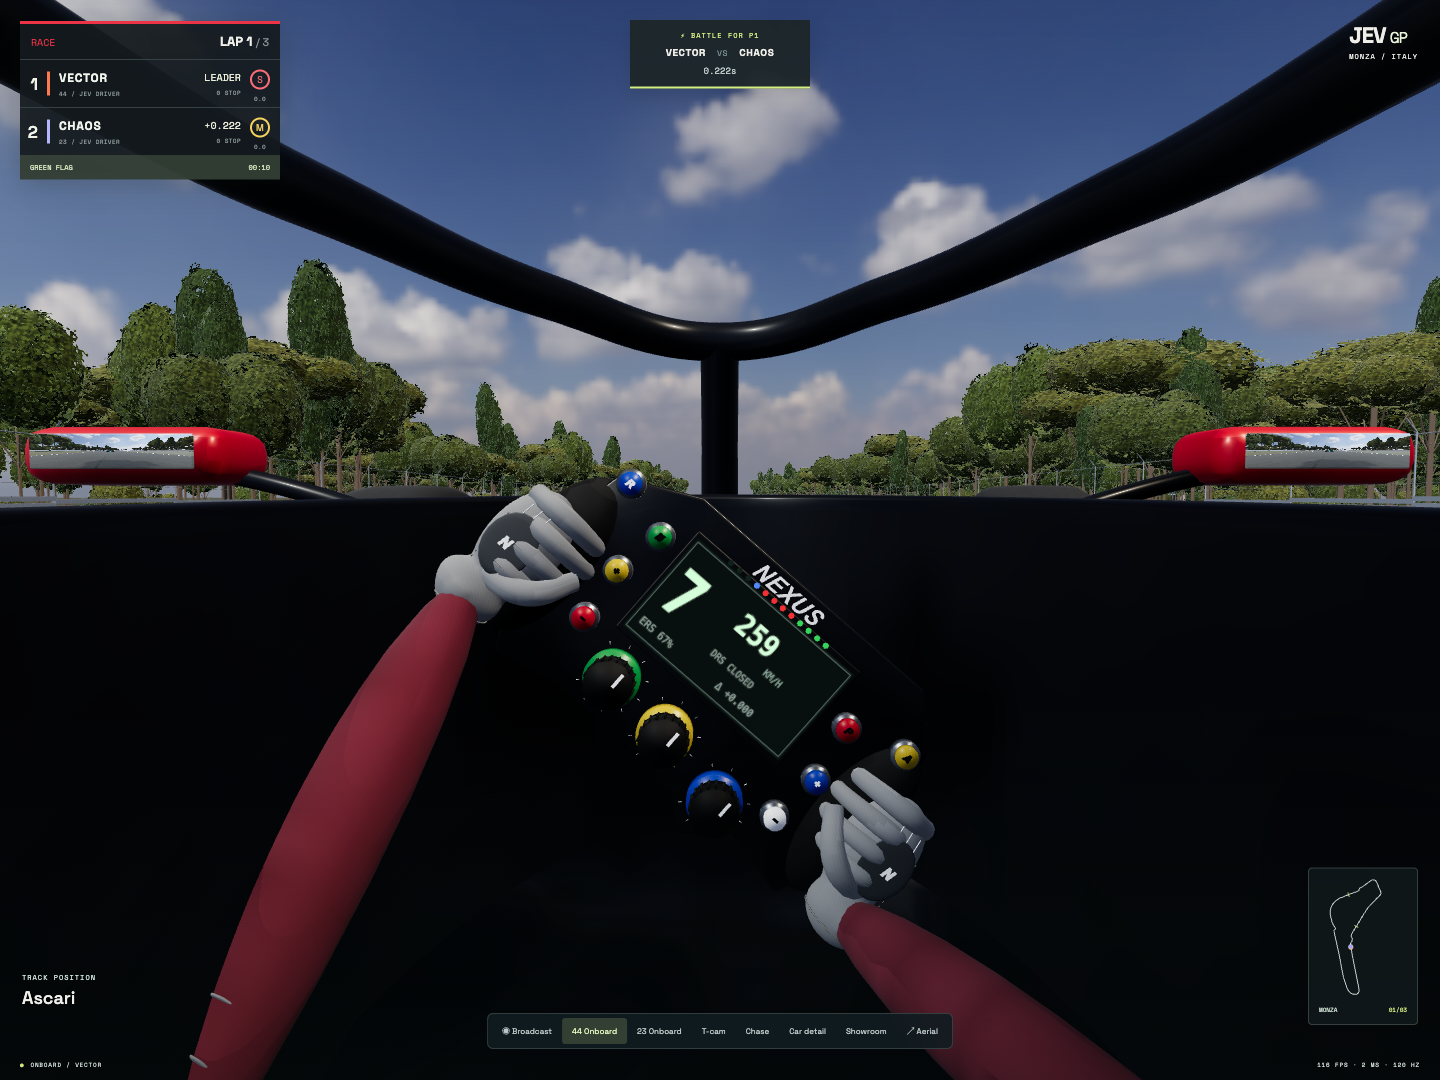 RACE
LAP 1 / 3
1 VECTOR LEADER S
44 / JEV DRIVER 0 STOP 0.0
2 CHAOS +0.222 M
23 / JEV DRIVER 0 STOP 0.0
GREEN FLAG 00:10
⚡ BATTLE FOR P1
VECTOR VS CHAOS
0.222s
JEV GP
MONZA / ITALY
N
NEXUS
7
259
KM/H
ERS 67%
DRS CLOSED
Δ +0.000
N
TRACK POSITION
Ascari
MONZA 01/03
Broadcast 44 Onboard 23 Onboard T-cam Chase Car detail Showroom Aerial
ONBOARD / VECTOR
116 FPS · 2 MS · 120 HZ